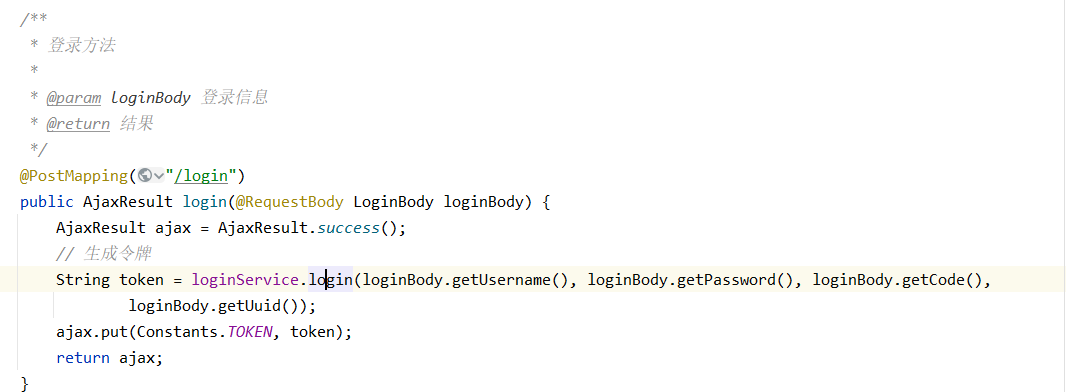 /**
 * 登录方法
 *
 * @param loginBody 登录信息
 * @return 结果
 */
@PostMapping("/login")
public AjaxResult login(@RequestBody LoginBody loginBody) {
    AjaxResult ajax = AjaxResult.success();
    // 生成令牌
    String token = loginService.login(loginBody.getUsername(), loginBody.getPassword(), loginBody.getCode(),
            loginBody.getUuid());
    ajax.put(Constants.TOKEN, token);
    return ajax;
}